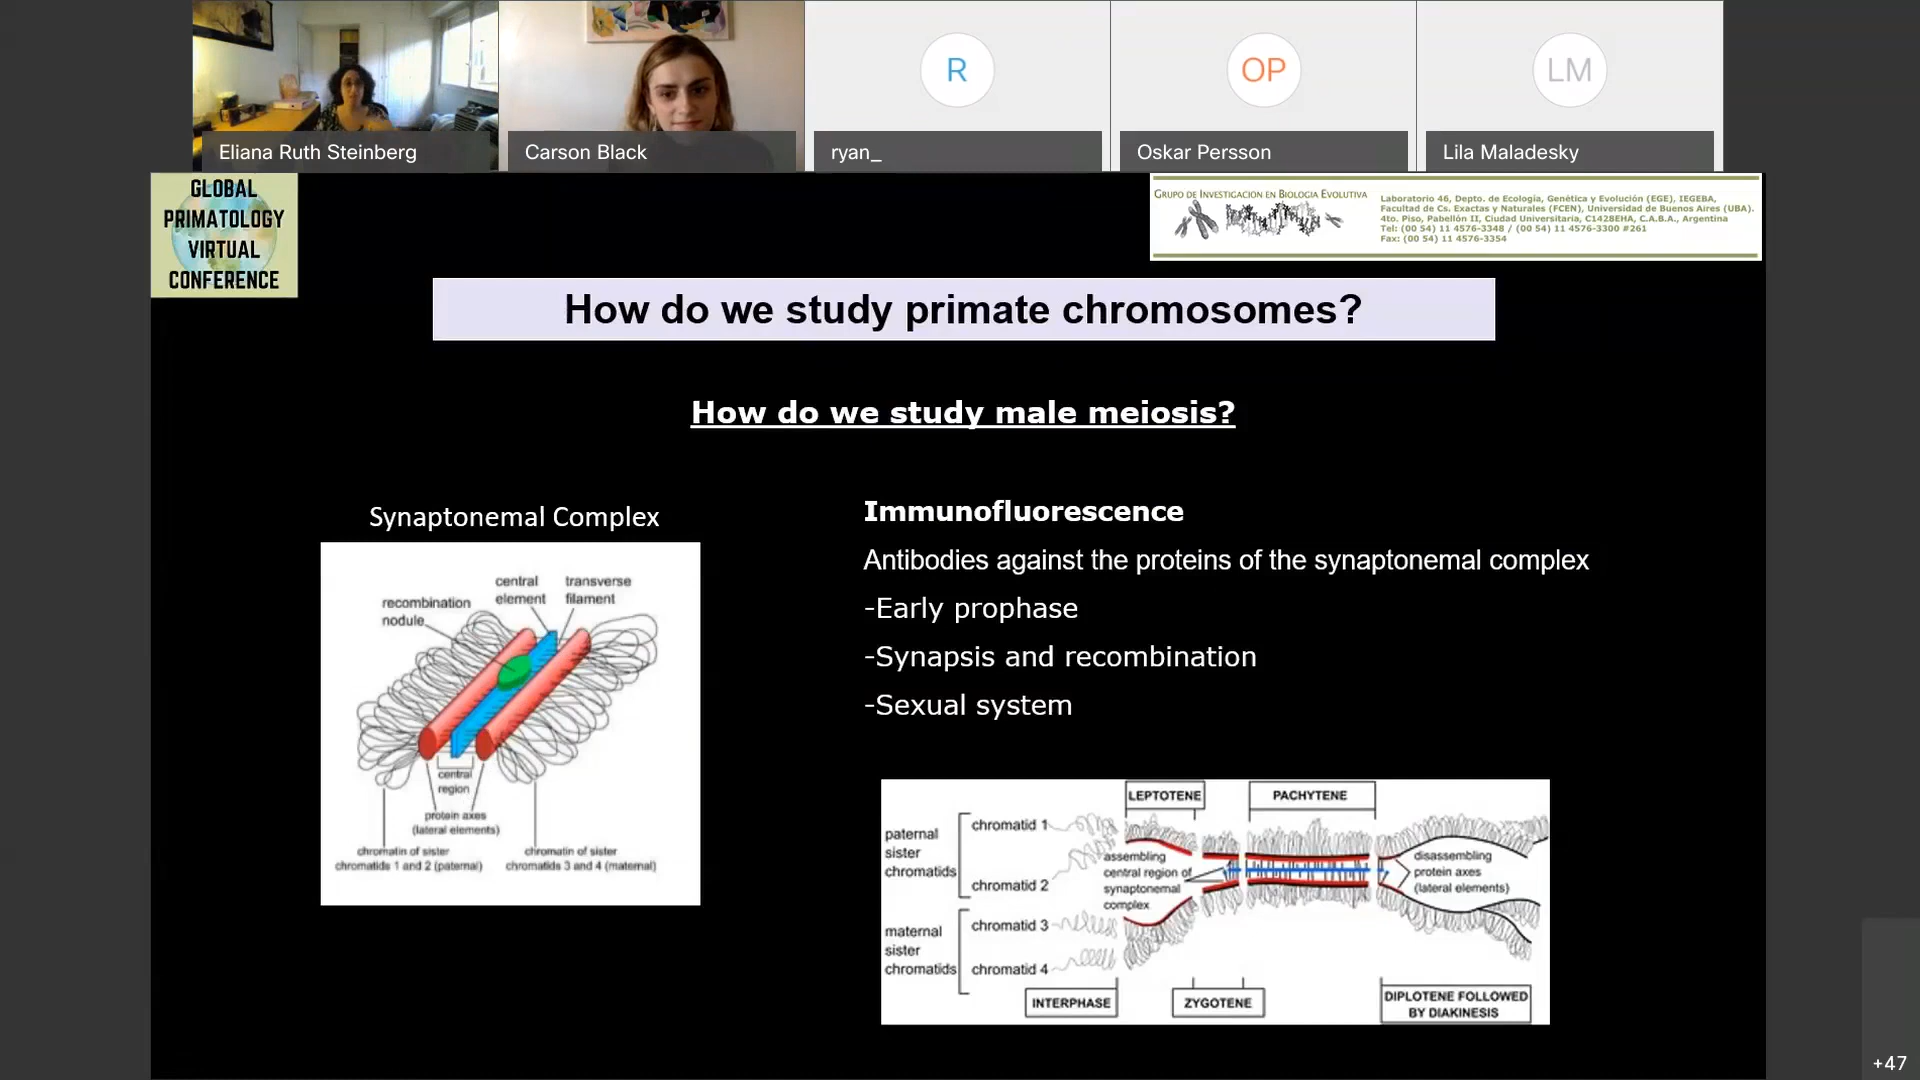 R
OP
LM
Eliana Ruth Steinberg
Carson Black
ryan_
Oskar Persson
Lila Maladesky
GLOBAL
PRIMATOLOGY
VIRTUAL
CONFERENCE
GRUPO DE INVESTIGACIÓN EN BIOLOGÍA EVOLUTIVA
Laboratorio 46, Depto. de Ecología, Genética y Evolución (EGE), IEGEBA,
Facultad de Cs. Exactas y Naturales (FCEN), Universidad de Buenos Aires (UBA).
4to. Piso, Pabellón II, Ciudad Universitaria, C1428EHA, C.A.B.A., Argentina
Tel: (00 54) 11 4576-3348 / (00 54) 11 4576-3300 #261
Fax: (00 54) 11 4576-3354
How do we study primate chromosomes?
How do we study male meiosis?
Synaptonemal Complex
central
element
transverse
filament
recombination
nodule
central
region
protein axes
(lateral elements)
chromatin of sister
chromatids 1 and 2 (paternal)
chromatin of sister
chromatids 3 and 4 (maternal)
Immunofluorescence
Antibodies against the proteins of the synaptonemal complex
-Early prophase
-Synapsis and recombination
-Sexual system
LEPTOTENE
PACHYTENE
paternal
sister
chromatids
chromatid 1
chromatid 2
assembling
central region of
synaptonemal
complex
disassembling
protein axes
(lateral elements)
maternal
sister
chromatids
chromatid 3
chromatid 4
INTERPHASE
ZYGOTENE
DIPLOTENE FOLLOWED
BY DIAKINESIS
+47